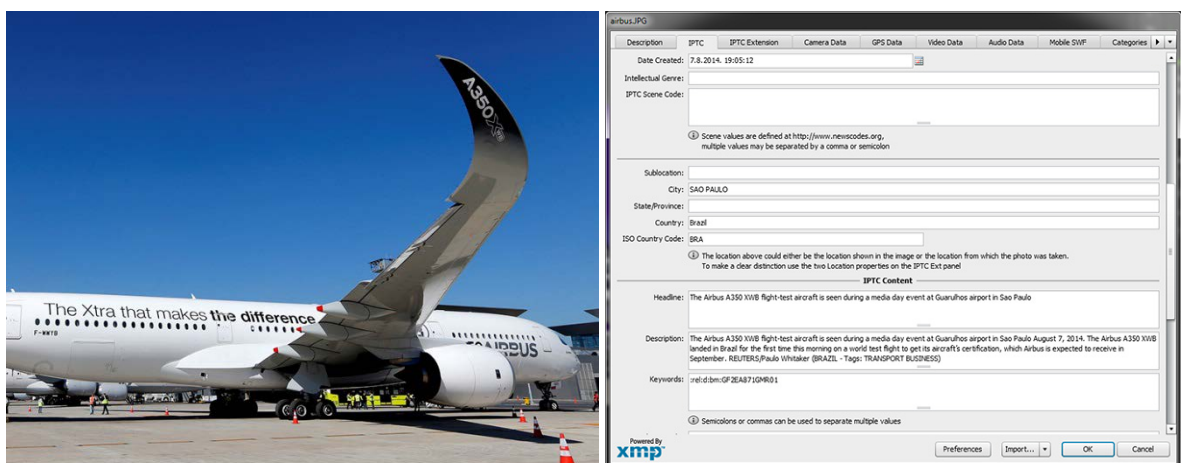 A350XWB
The Xtra that makes the difference
F-WWYB
AIRBUS
airbus.JPG
Description IPTC IPTC Extension Camera Data GPS Data Video Data Audio Data Mobile SWF Categories
Date Created: 7.8.2014. 19:05:12
Intellectual Genre:
IPTC Scene Code:
Scene values are defined at http://www.newscodes.org,
multiple values may be separated by a comma or semicolon
Sublocation:
City: SAO PAULO
State/Province:
Country: Brazil
ISO Country Code: BRA
The location above could either be the location shown in the image or the location from which the photo was taken.
To make a clear distinction use the two Location properties on the IPTC Ext panel
IPTC Content
Headline: The Airbus A350 XWB flight-test aircraft is seen during a media day event at Guarulhos airport in Sao Paulo
Description: The Airbus A350 XWB flight-test aircraft is seen during a media day event at Guarulhos airport in Sao Paulo August 7, 2014. The Airbus A350 XWB
landed in Brazil for the first time this morning on a world test flight to get its aircraft's certification, which Airbus is expected to receive in
September. REUTERS/Paulo Whitaker (BRAZIL - Tags: TRANSPORT BUSINESS)
Keywords: :rel:d:bm:GF2EA871GMR01
Semicolons or commas can be used to separate multiple values
Powered By
xmp
Preferences Import... OK Cancel